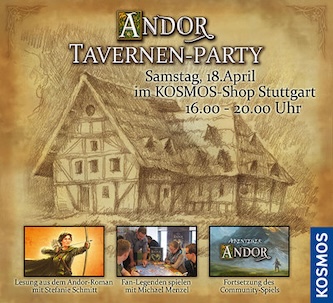 ANDOR
TAVERNEN-PARTY
Samstag, 18.April
im KOSMOS-Shop Stuttgart
16.00 - 20.00 Uhr
ABENTEUER
ANDOR
Lesung aus dem Andor-Roman
mit Stefanie Schmitt
Fan-Legenden spielen
mit Michael Menzel
Fortsetzung des
Community-Spiels
KOSMOS